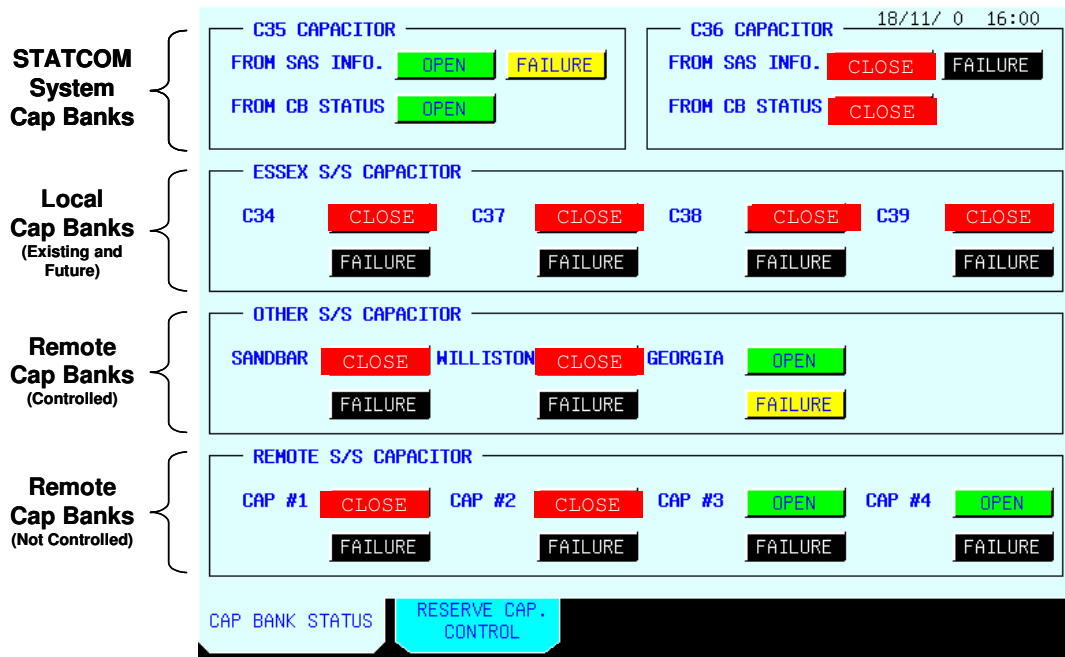 18/11/ 0 16:00
STATCOM
System
Cap Banks
C35 CAPACITOR
FROM SAS INFO. OPEN FAILURE
FROM CB STATUS OPEN
C36 CAPACITOR
FROM SAS INFO. CLOSE FAILURE
FROM CB STATUS CLOSE
Local
Cap Banks
(Existing and
Future)
ESSEX S/S CAPACITOR
C34 CLOSE C37 CLOSE C38 CLOSE C39 CLOSE
FAILURE FAILURE FAILURE FAILURE
Remote
Cap Banks
(Controlled)
OTHER S/S CAPACITOR
SANDBAR CLOSE WILLISTON CLOSE GEORGIA OPEN
FAILURE FAILURE FAILURE
Remote
Cap Banks
(Not Controlled)
REMOTE S/S CAPACITOR
CAP #1 CLOSE CAP #2 CLOSE CAP #3 OPEN CAP #4 OPEN
FAILURE FAILURE FAILURE FAILURE
CAP BANK STATUS
RESERVE CAP.
CONTROL